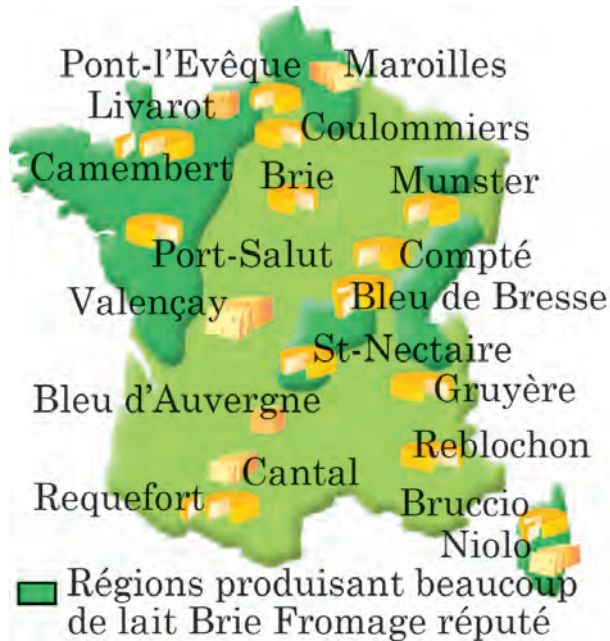 Pont-l'Evêque
Maroilles
Livarot
Coulommiers
Camembert
Brie
Munster
Port-Salut
Compté
Valençay
Bleu de Bresse
St-Nectaire
Bleu d'Auvergne
Gruyère
Reblochon
Cantal
Requefort
Bruccio
Niolo
Régions produisant beaucoup
de lait Brie Fromage réputé